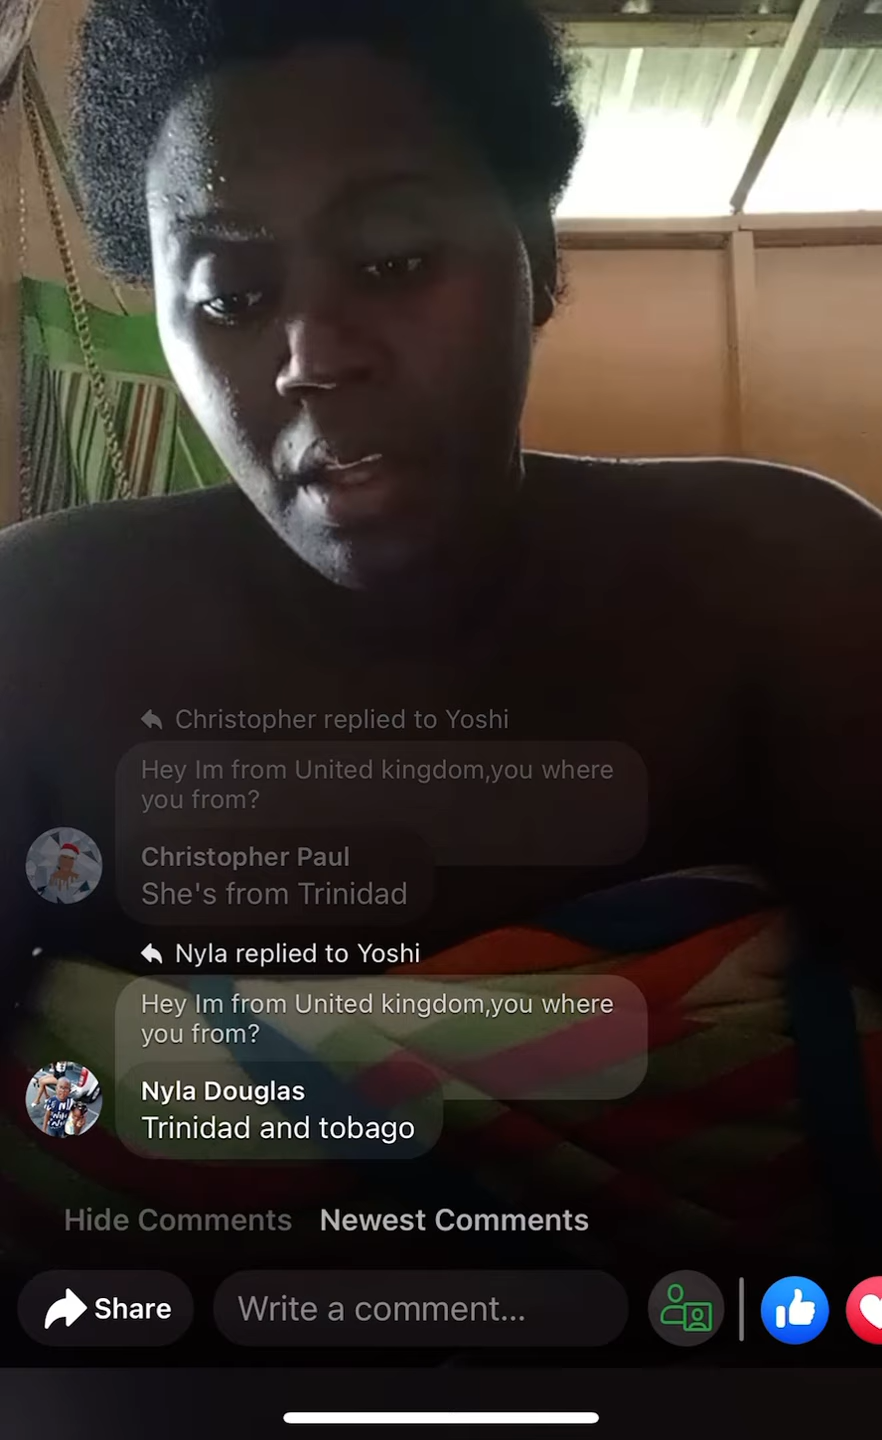 Christopher replied to Yoshi
Hey Im from United kingdom,you where
you from?
Christopher Paul
She's from Trinidad
Nyla replied to Yoshi
Hey Im from United kingdom,you where
you from?
Nyla Douglas
Trinidad and tobago
Hide Comments Newest Comments
Share Write a comment...